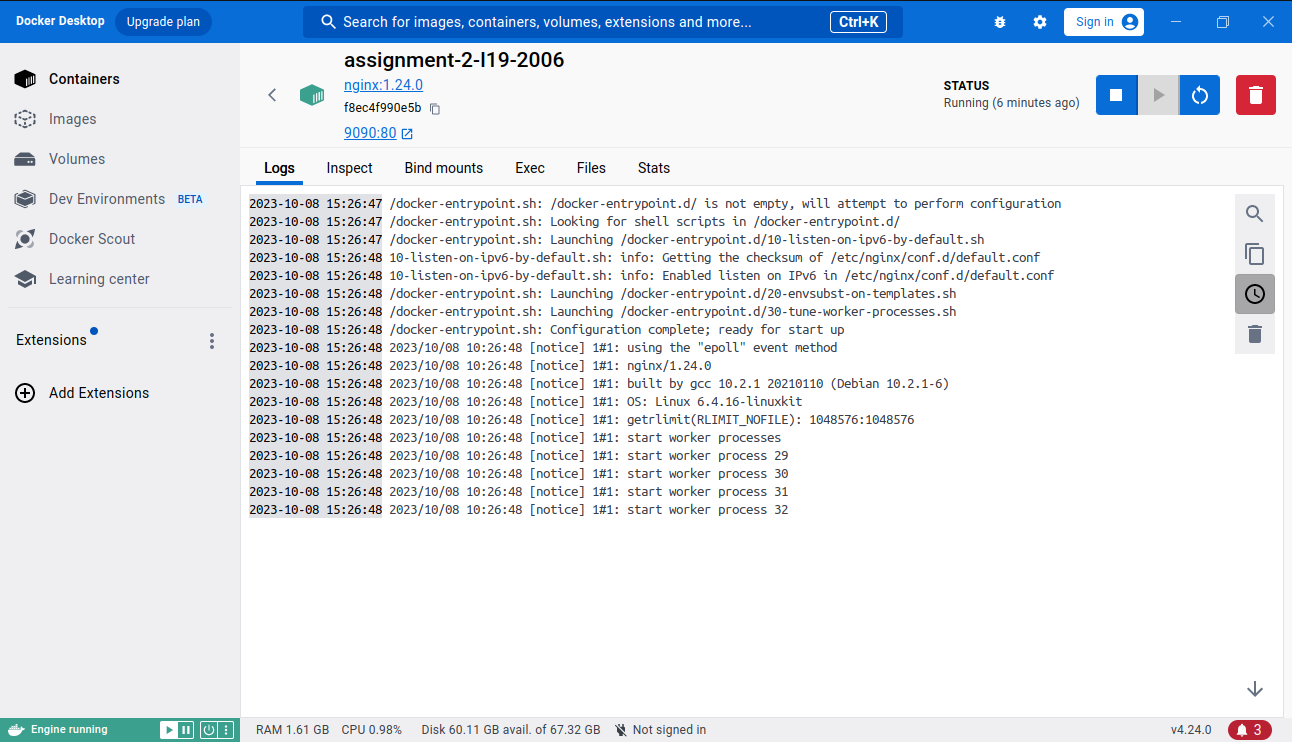 Docker Desktop Upgrade plan Search for images, containers, volumes, extensions and more... Ctrl+K Sign in
Containers
Images
Volumes
Dev Environments BETA
Docker Scout
Learning center
Extensions
Add Extensions
assignment-2-l19-2006
nginx:1.24.0
f8ec4f990e5b
9090:80
STATUS
Running (6 minutes ago)
Logs Inspect Bind mounts Exec Files Stats
2023-10-08 15:26:47 /docker-entrypoint.sh: /docker-entrypoint.d/ is not empty, will attempt to perform configuration
2023-10-08 15:26:47 /docker-entrypoint.sh: Looking for shell scripts in /docker-entrypoint.d/
2023-10-08 15:26:47 /docker-entrypoint.sh: Launching /docker-entrypoint.d/10-listen-on-ipv6-by-default.sh
2023-10-08 15:26:48 10-listen-on-ipv6-by-default.sh: info: Getting the checksum of /etc/nginx/conf.d/default.conf
2023-10-08 15:26:48 10-listen-on-ipv6-by-default.sh: info: Enabled listen on IPv6 in /etc/nginx/conf.d/default.conf
2023-10-08 15:26:48 /docker-entrypoint.sh: Launching /docker-entrypoint.d/20-envsubst-on-templates.sh
2023-10-08 15:26:48 /docker-entrypoint.sh: Launching /docker-entrypoint.d/30-tune-worker-processes.sh
2023-10-08 15:26:48 /docker-entrypoint.sh: Configuration complete; ready for start up
2023-10-08 15:26:48 2023/10/08 10:26:48 [notice] 1#1: using the "epoll" event method
2023-10-08 15:26:48 2023/10/08 10:26:48 [notice] 1#1: nginx/1.24.0
2023-10-08 15:26:48 2023/10/08 10:26:48 [notice] 1#1: built by gcc 10.2.1 20210110 (Debian 10.2.1-6)
2023-10-08 15:26:48 2023/10/08 10:26:48 [notice] 1#1: OS: Linux 6.4.16-linuxkit
2023-10-08 15:26:48 2023/10/08 10:26:48 [notice] 1#1: getrlimit(RLIMIT_NOFILE): 1048576:1048576
2023-10-08 15:26:48 2023/10/08 10:26:48 [notice] 1#1: start worker processes
2023-10-08 15:26:48 2023/10/08 10:26:48 [notice] 1#1: start worker process 29
2023-10-08 15:26:48 2023/10/08 10:26:48 [notice] 1#1: start worker process 30
2023-10-08 15:26:48 2023/10/08 10:26:48 [notice] 1#1: start worker process 31
2023-10-08 15:26:48 2023/10/08 10:26:48 [notice] 1#1: start worker process 32
Engine running RAM 1.61 GB CPU 0.98% Disk 60.11 GB avail. of 67.32 GB Not signed in v4.24.0 3